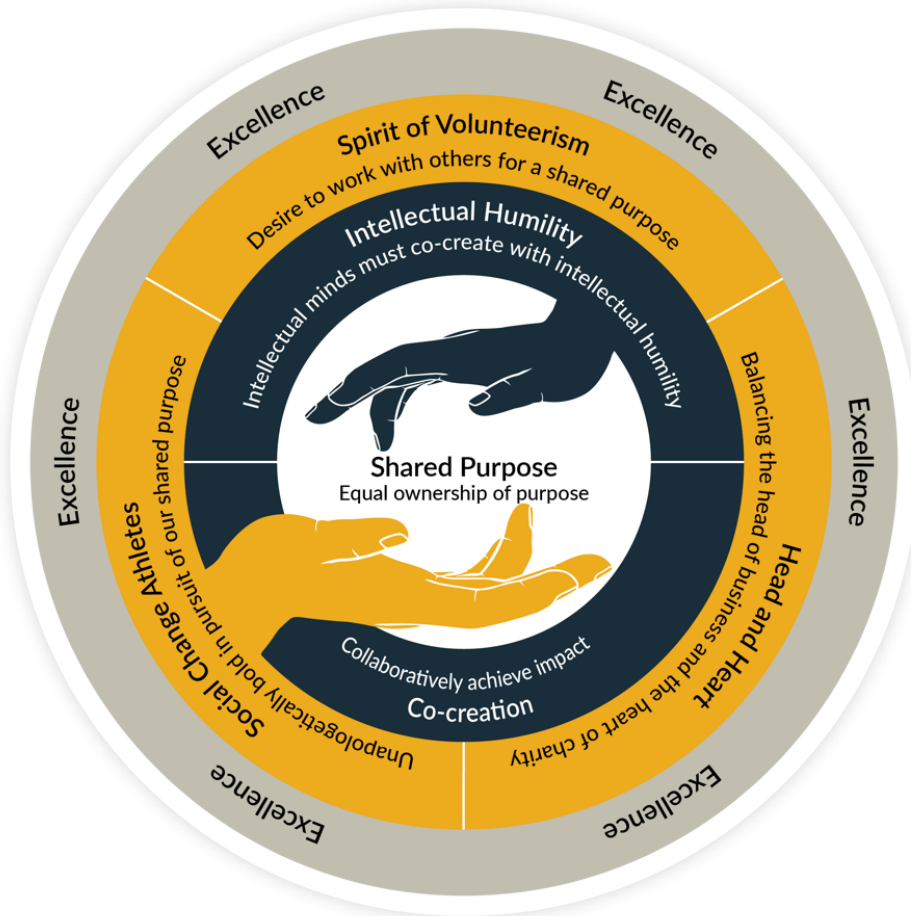 Excellence
Excellence
Spirit of Volunteerism
Desire to work with others for a shared purpose
Intellectual Humility
Intellectual minds must co-create with intellectual humility
Shared Purpose
Equal ownership of purpose
Collaboratively achieve impact
Co-creation
Excellence
Social Change Athletes
Unapologetically bold in pursuit of our shared purpose
Balancing the head of business and the heart of charity
Head and Heart
Excellence
Excellence
Excellence